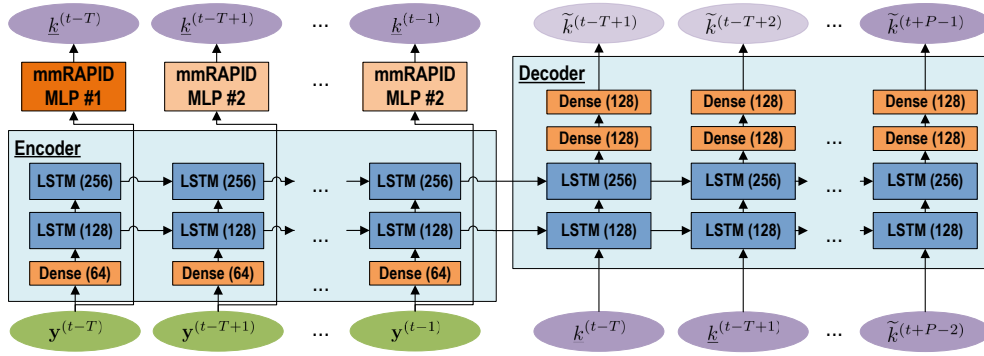 k^(t−T) k^(t−T+1) ... k^(t−1) k̃^(t−T+1) k̃^(t−T+2) ... k̃^(t+P−1)
mmRAPID MLP #1 mmRAPID MLP #2 ... mmRAPID MLP #2
Encoder
LSTM (256) LSTM (256) ... LSTM (256)
LSTM (128) LSTM (128) ... LSTM (128)
Dense (64) Dense (64) ... Dense (64)
y^(t−T) y^(t−T+1) ... y^(t−1)
Decoder
Dense (128) Dense (128) ... Dense (128)
Dense (128) Dense (128) ... Dense (128)
LSTM (256) LSTM (256) ... LSTM (256)
LSTM (128) LSTM (128) ... LSTM (128)
k^(t−T) k^(t−T+1) ... k̃^(t+P−2)